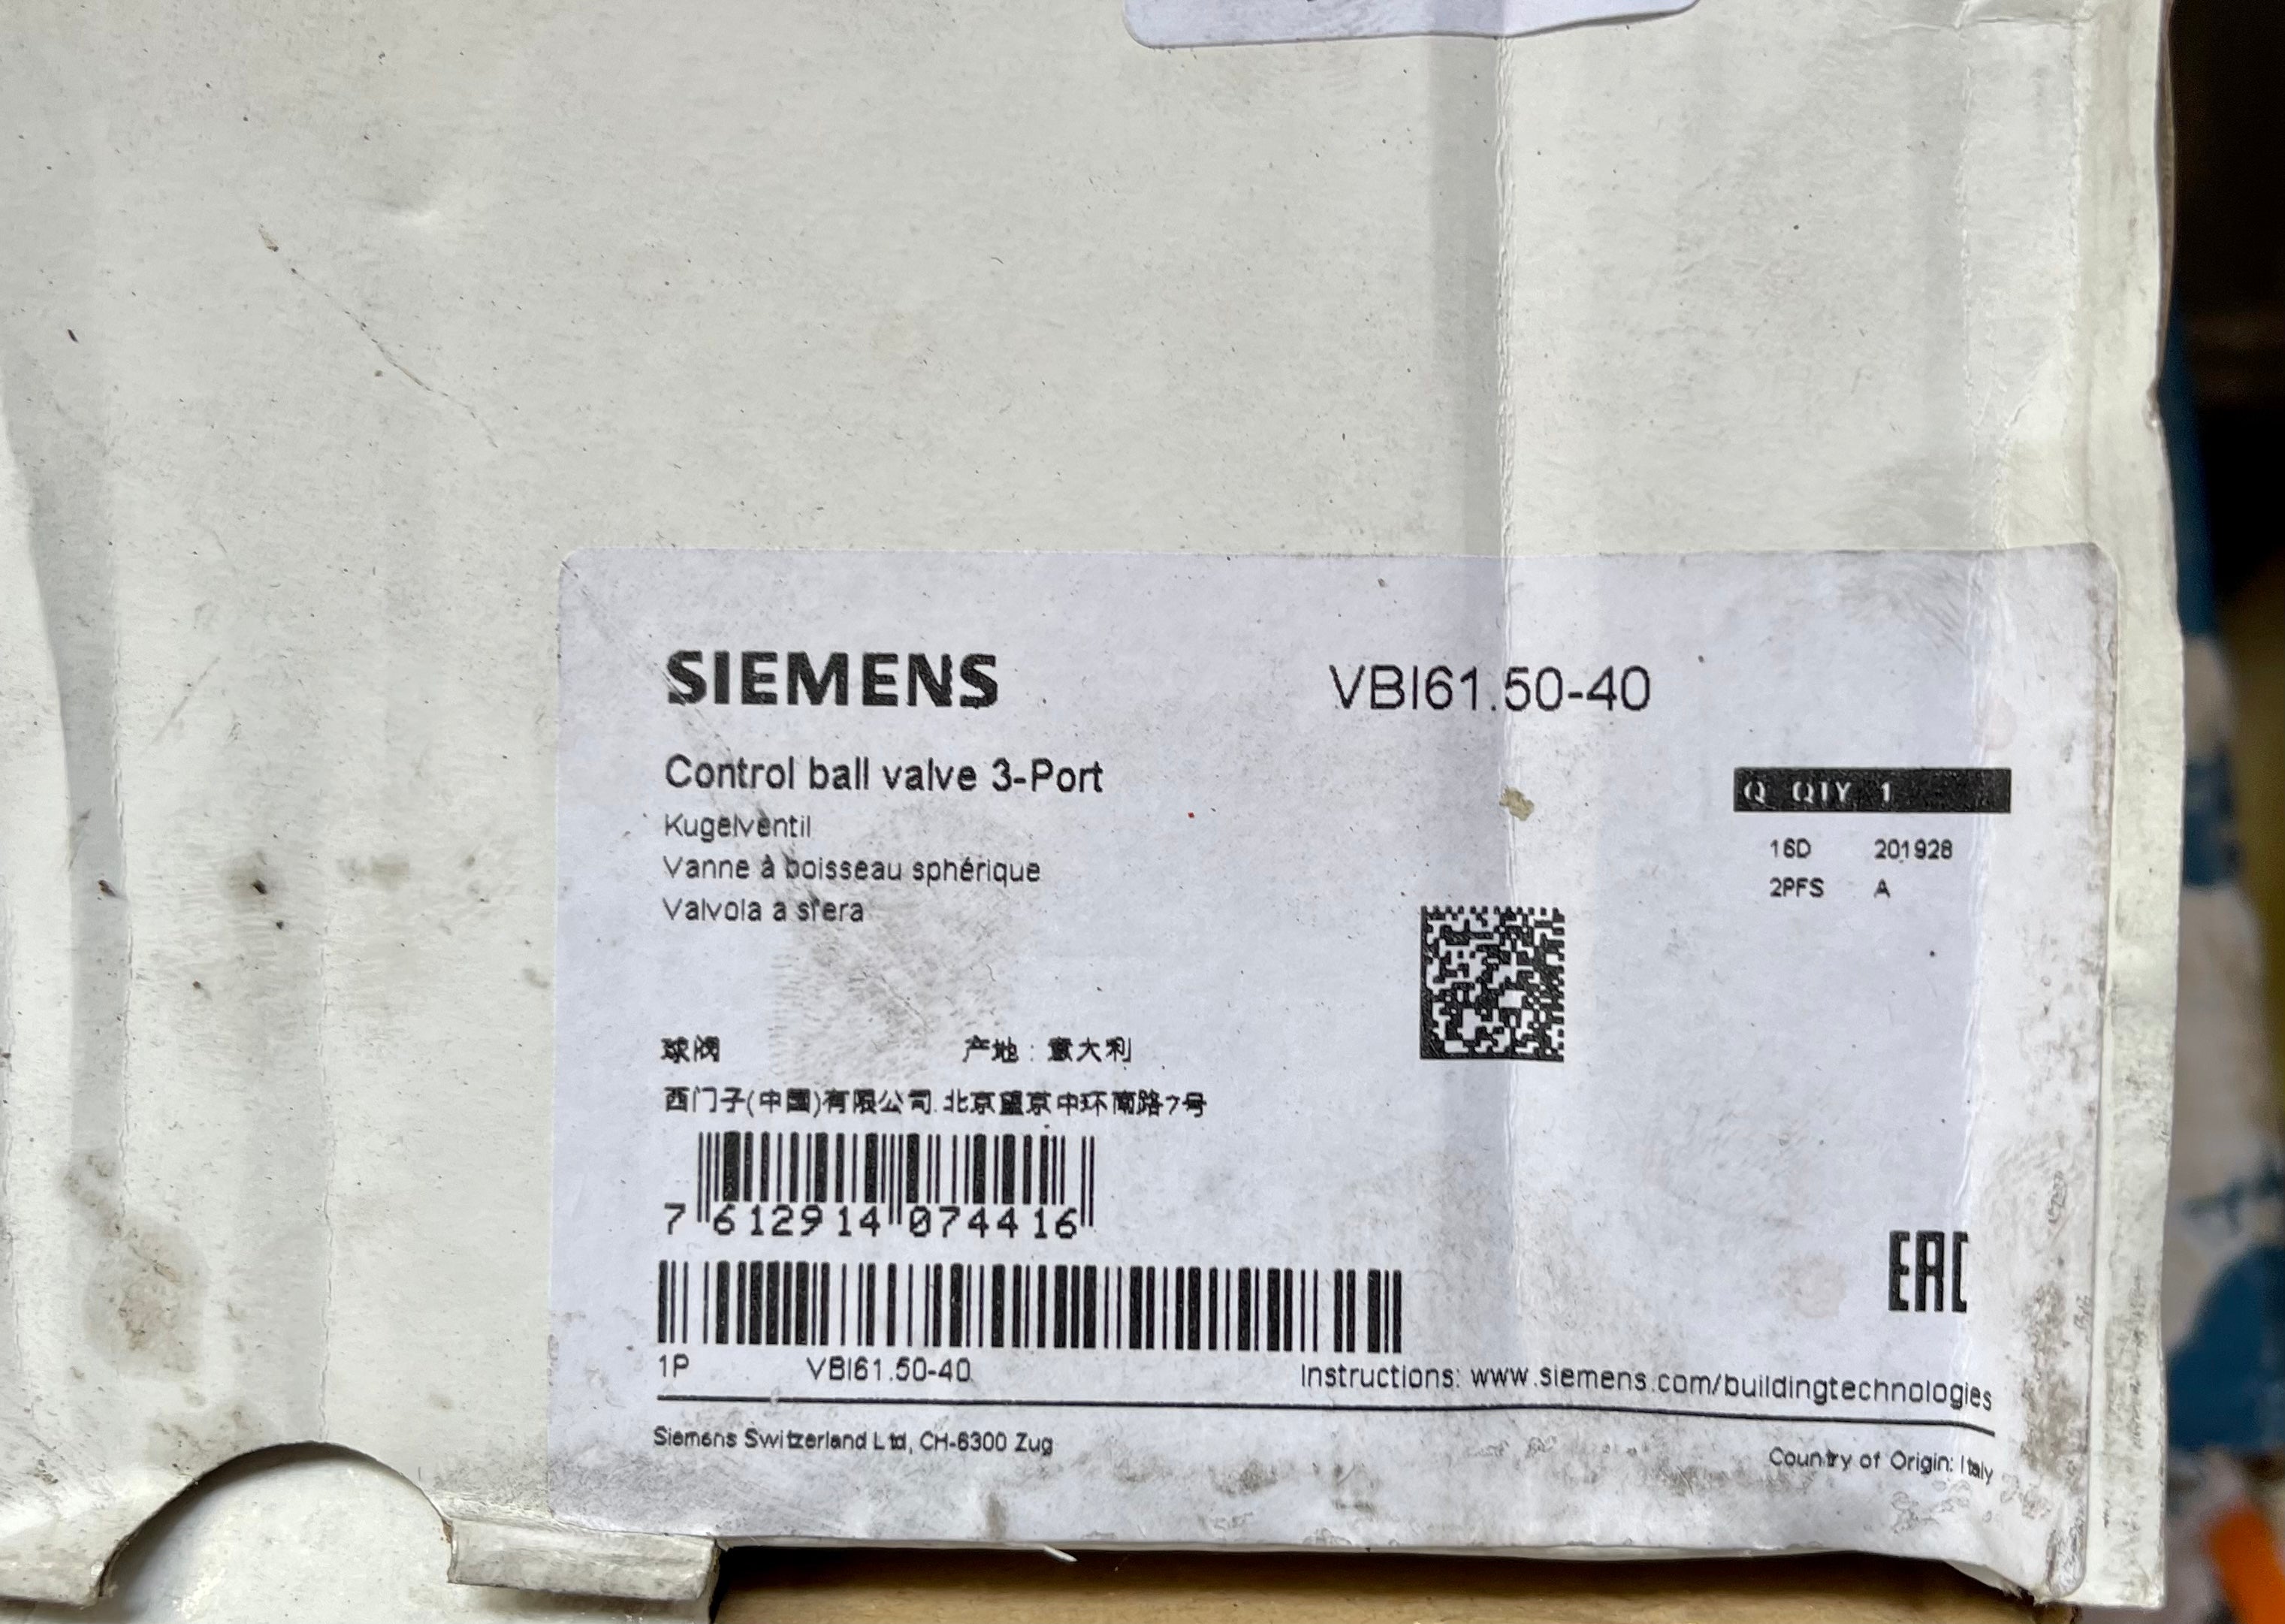 SIEMENS
VBI61.50-40
Control ball valve 3-Port
Kugelventil
Vanne à boisseau sphérique
Valvola a sfera
Q QTY 1
16D 201928
2PFS A
球阀 产地：意大利
西门子(中國)有限公司.北京望京中环南路7号
7 612914 074416
EAC
1P VBI61.50-40
Instructions: www.siemens.com/buildingtechnologies
Siemens Switzerland Ltd, CH-6300 Zug
Country of Origin: Italy